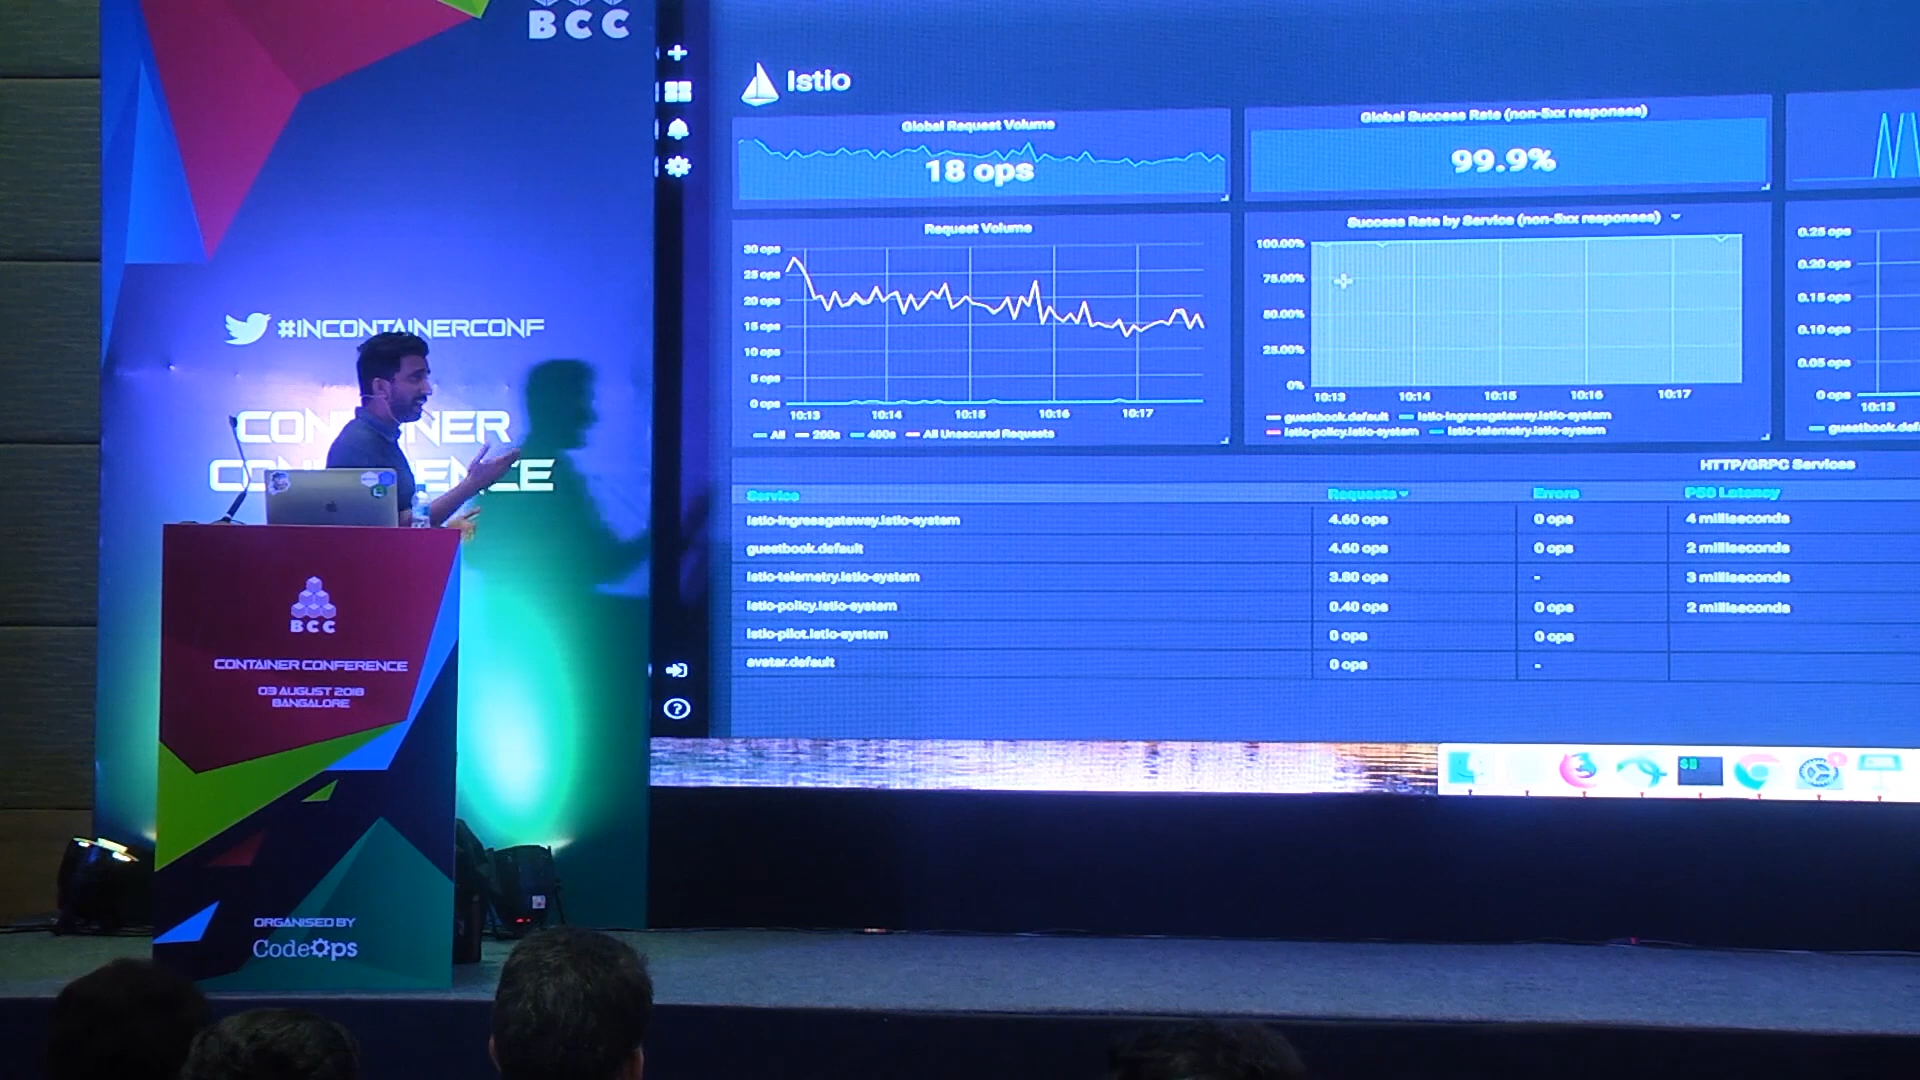 BCC
#INCONTAINERCONF
CONTAINER
CONFERENCE
BCC
CONTAINER CONFERENCE
03 AUGUST 2018
BANGALORE
ORGANISED BY
CodeOps
Istio
Global Request Volume
18 ops
Global Success Rate (non-5xx responses)
99.9%
Request Volume
30 ops
25 ops
20 ops
15 ops
10 ops
5 ops
0 ops
10:13 10:14 10:15 10:16 10:17
All 200s 400s All Unsecured Requests
Success Rate by Service (non-5xx responses)
100.00%
75.00%
50.00%
25.00%
0%
10:13 10:14 10:15 10:16 10:17
guestbook.default istio-ingressgateway.istio-system
istio-policy.istio-system istio-telemetry.istio-system
0.25 ops
0.20 ops
0.15 ops
0.10 ops
0.05 ops
0 ops
10:13
guestbook.def
HTTP/GRPC Services
Service Requests Errors P50 Latency
istio-ingressgateway.istio-system 4.60 ops 0 ops 4 milliseconds
guestbook.default 4.60 ops 0 ops 2 milliseconds
istio-telemetry.istio-system 3.80 ops - 3 milliseconds
istio-policy.istio-system 0.40 ops 0 ops 2 milliseconds
istio-pilot.istio-system 0 ops 0 ops
avatar.default 0 ops -